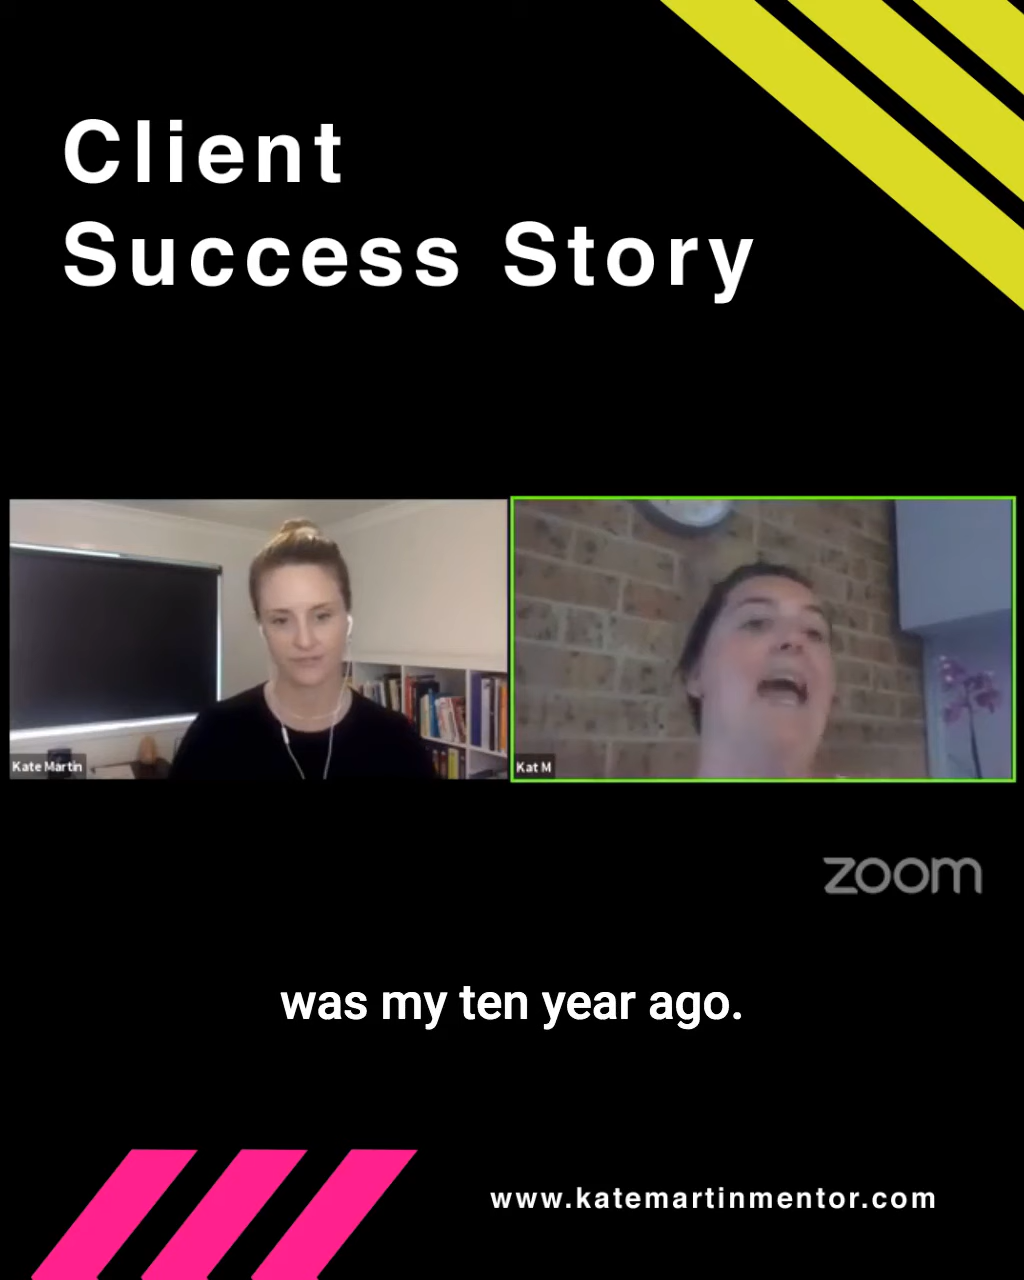 Client
Success Story
Kate Martin
Kat M
zoom
was my ten year ago.
www.katemartinmentor.com